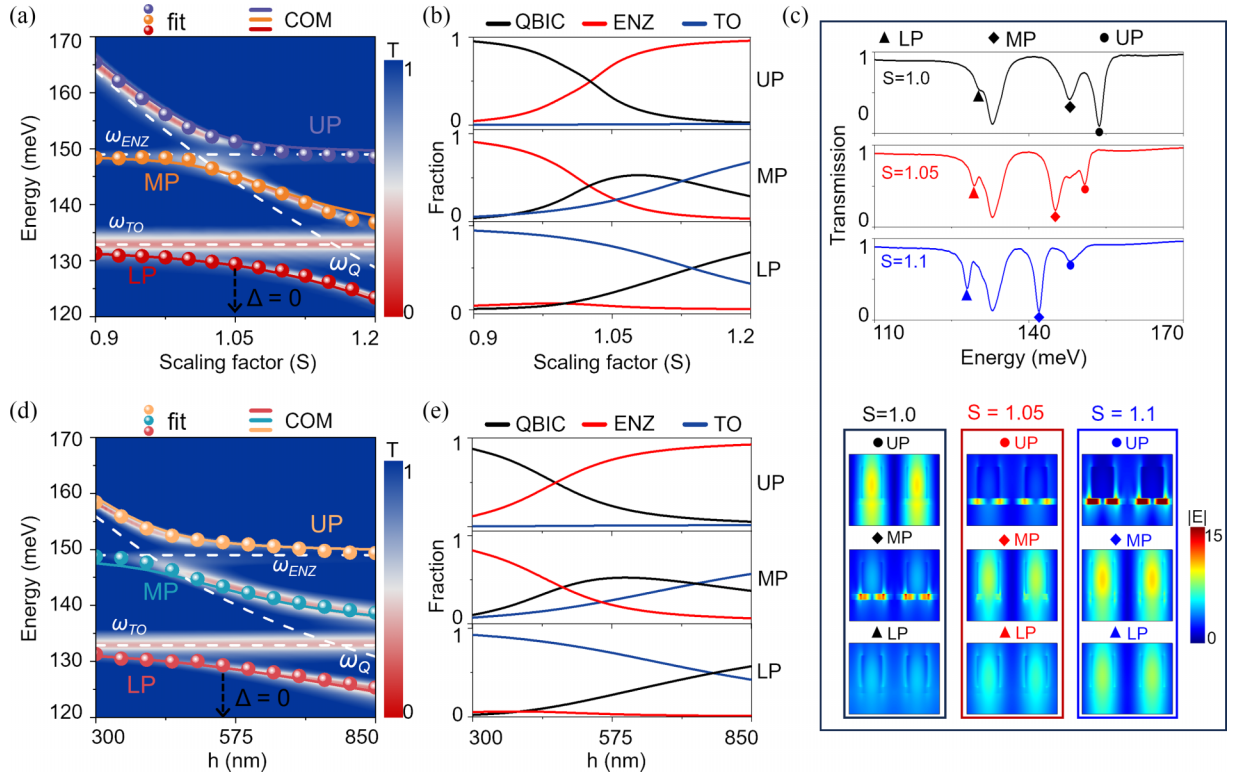 (a)
fit
COM
170
160
150
140
130
120
Energy (meV)
ω_ENZ
UP
MP
ω_TO
LP
ω_Q
Δ = 0
T
1
0
0.9
1.05
1.2
Scaling factor (S)
(b)
QBIC
ENZ
TO
1
UP
0
1
MP
0
1
LP
0
Fraction
0.9
1.05
1.2
Scaling factor (S)
(c)
LP
MP
UP
1
S=1.0
0
1
S=1.05
0
1
S=1.1
0
Transmission
110
140
170
Energy (meV)
S=1.0
S = 1.05
S = 1.1
UP
UP
UP
MP
MP
MP
LP
LP
LP
|E|
15
0
(d)
fit
COM
170
160
150
140
130
120
Energy (meV)
UP
ω_ENZ
MP
ω_TO
ω_Q
LP
Δ = 0
T
1
0
300
575
850
h (nm)
(e)
QBIC
ENZ
TO
1
UP
0
1
MP
0
1
LP
0
Fraction
300
575
850
h (nm)